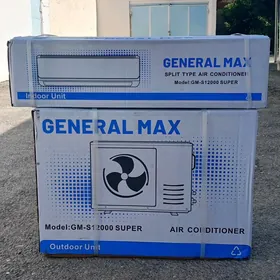 GENERAL MAX
SPLIT TYPE AIR CONDITIONER
Model:GM-S12000 SUPER
Indoor Unit
GENERAL MAX
Model:GM-S12000 SUPER
AIR CONDITIONER
Outdoor Unit